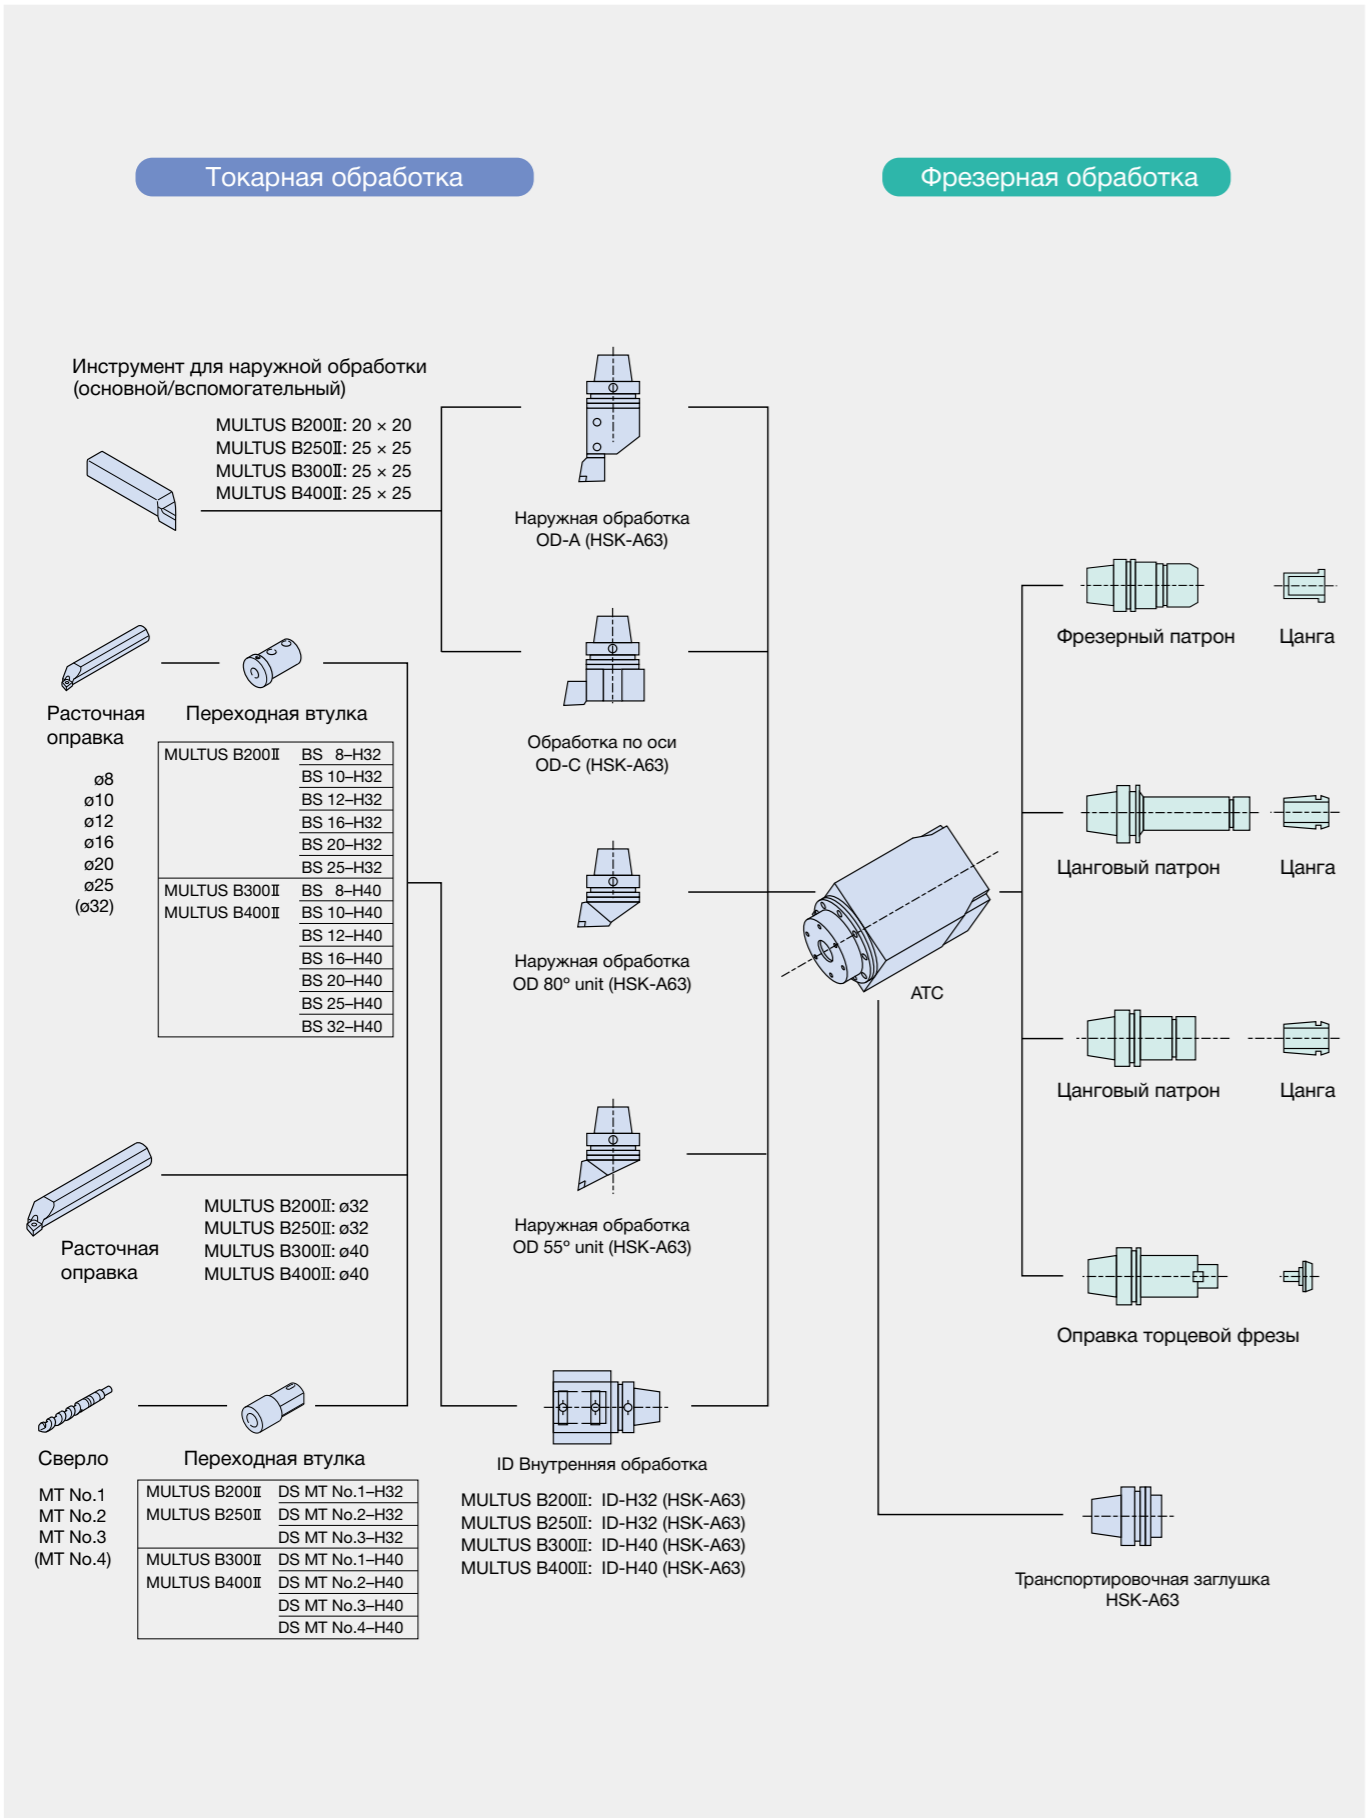 Токарная обработка
Фрезерная обработка
Инструмент для наружной обработки
(основной/вспомогательный)
MULTUS B200Ⅱ: 20 × 20
MULTUS B250Ⅱ: 25 × 25
MULTUS B300Ⅱ: 25 × 25
MULTUS B400Ⅱ: 25 × 25
Наружная обработка
OD-A (HSK-A63)
Расточная
оправка
ø8
ø10
ø12
ø16
ø20
ø25
(ø32)
Переходная втулка
MULTUS B200Ⅱ BS 8–H32
BS 10–H32
BS 12–H32
BS 16–H32
BS 20–H32
BS 25–H32
MULTUS B300Ⅱ BS 8–H40
MULTUS B400Ⅱ BS 10–H40
BS 12–H40
BS 16–H40
BS 20–H40
BS 25–H40
BS 32–H40
Обработка по оси
OD-C (HSK-A63)
Наружная обработка
OD 80º unit (HSK-A63)
Наружная обработка
OD 55º unit (HSK-A63)
Расточная
оправка
MULTUS B200Ⅱ: ø32
MULTUS B250Ⅱ: ø32
MULTUS B300Ⅱ: ø40
MULTUS B400Ⅱ: ø40
Сверло
MT No.1
MT No.2
MT No.3
(MT No.4)
Переходная втулка
MULTUS B200Ⅱ DS MT No.1–H32
MULTUS B250Ⅱ DS MT No.2–H32
DS MT No.3–H32
MULTUS B300Ⅱ DS MT No.1–H40
MULTUS B400Ⅱ DS MT No.2–H40
DS MT No.3–H40
DS MT No.4–H40
ID Внутренняя обработка
MULTUS B200Ⅱ: ID-H32 (HSK-A63)
MULTUS B250Ⅱ: ID-H32 (HSK-A63)
MULTUS B300Ⅱ: ID-H40 (HSK-A63)
MULTUS B400Ⅱ: ID-H40 (HSK-A63)
ATC
Фрезерный патрон Цанга
Цанговый патрон Цанга
Цанговый патрон Цанга
Оправка торцевой фрезы
Транспортировочная заглушка
HSK-A63